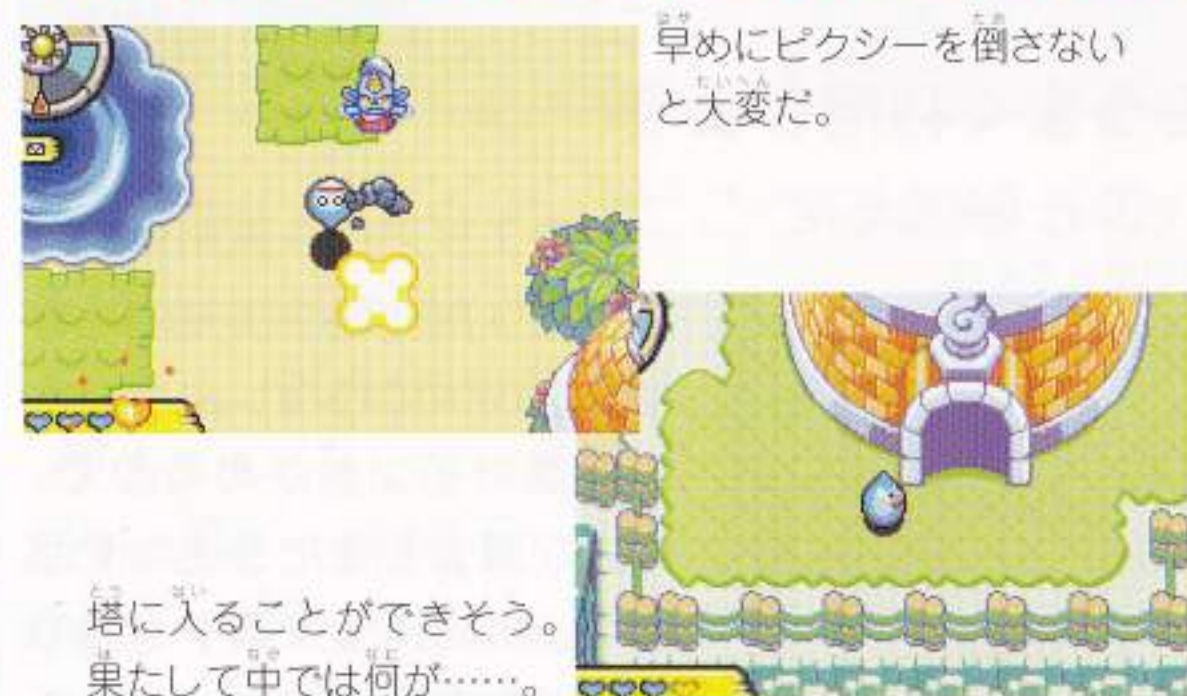 早めにピクシーを倒さない
と大変だ。
塔に入ることができそう。
果たして中では何が……。